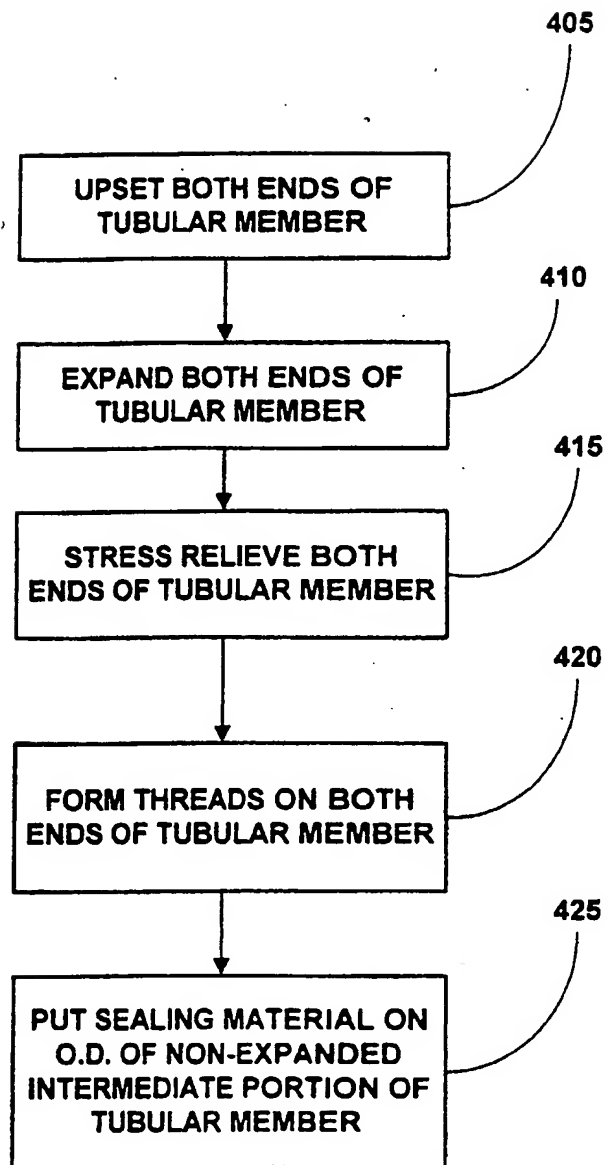 405
UPSET BOTH ENDS OF
TUBULAR MEMBER
410
EXPAND BOTH ENDS OF
TUBULAR MEMBER
415
STRESS RELIEVE BOTH
ENDS OF TUBULAR MEMBER
420
FORM THREADS ON BOTH
ENDS OF TUBULAR MEMBER
425
PUT SEALING MATERIAL ON
O.D. OF NON-EXPANDED
INTERMEDIATE PORTION OF
TUBULAR MEMBER